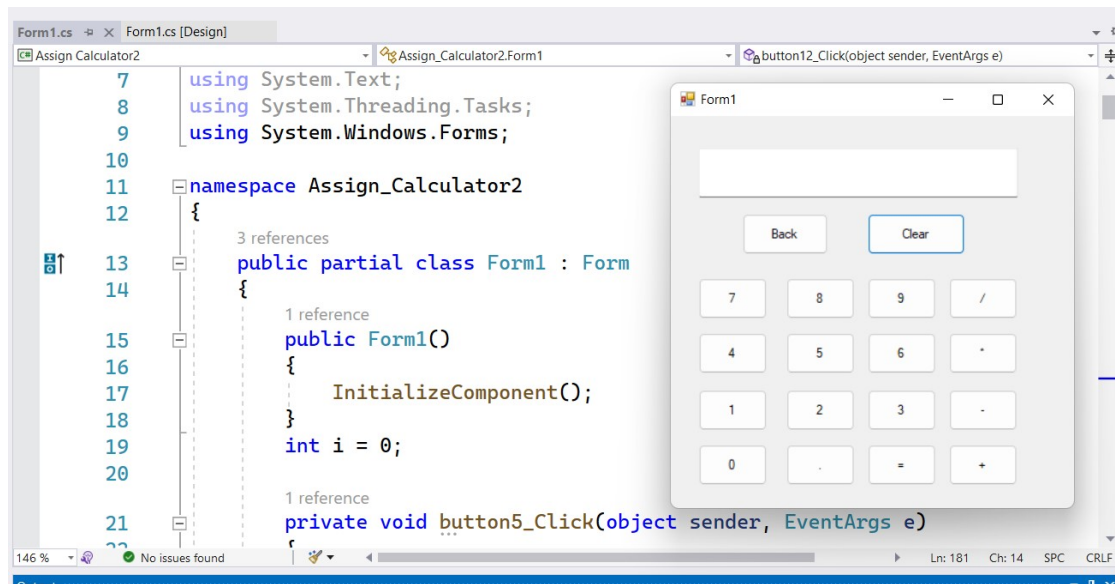 Form1.cs Form1.cs [Design]
C# Assign Calculator2 Assign_Calculator2.Form1 button12_Click(object sender, EventArgs e)
7 using System.Text;
8 using System.Threading.Tasks;
9 using System.Windows.Forms;
10
11 namespace Assign_Calculator2
12 {
3 references
13 public partial class Form1 : Form
14 {
1 reference
15 public Form1()
16 {
17 InitializeComponent();
18 }
19 int i = 0;
20
1 reference
21 private void button5_Click(object sender, EventArgs e)
22 {
146 % No issues found Ln: 181 Ch: 14 SPC CRLF
Output
Form1
Back Clear
7 8 9 /
4 5 6 *
1 2 3 -
0 . = +